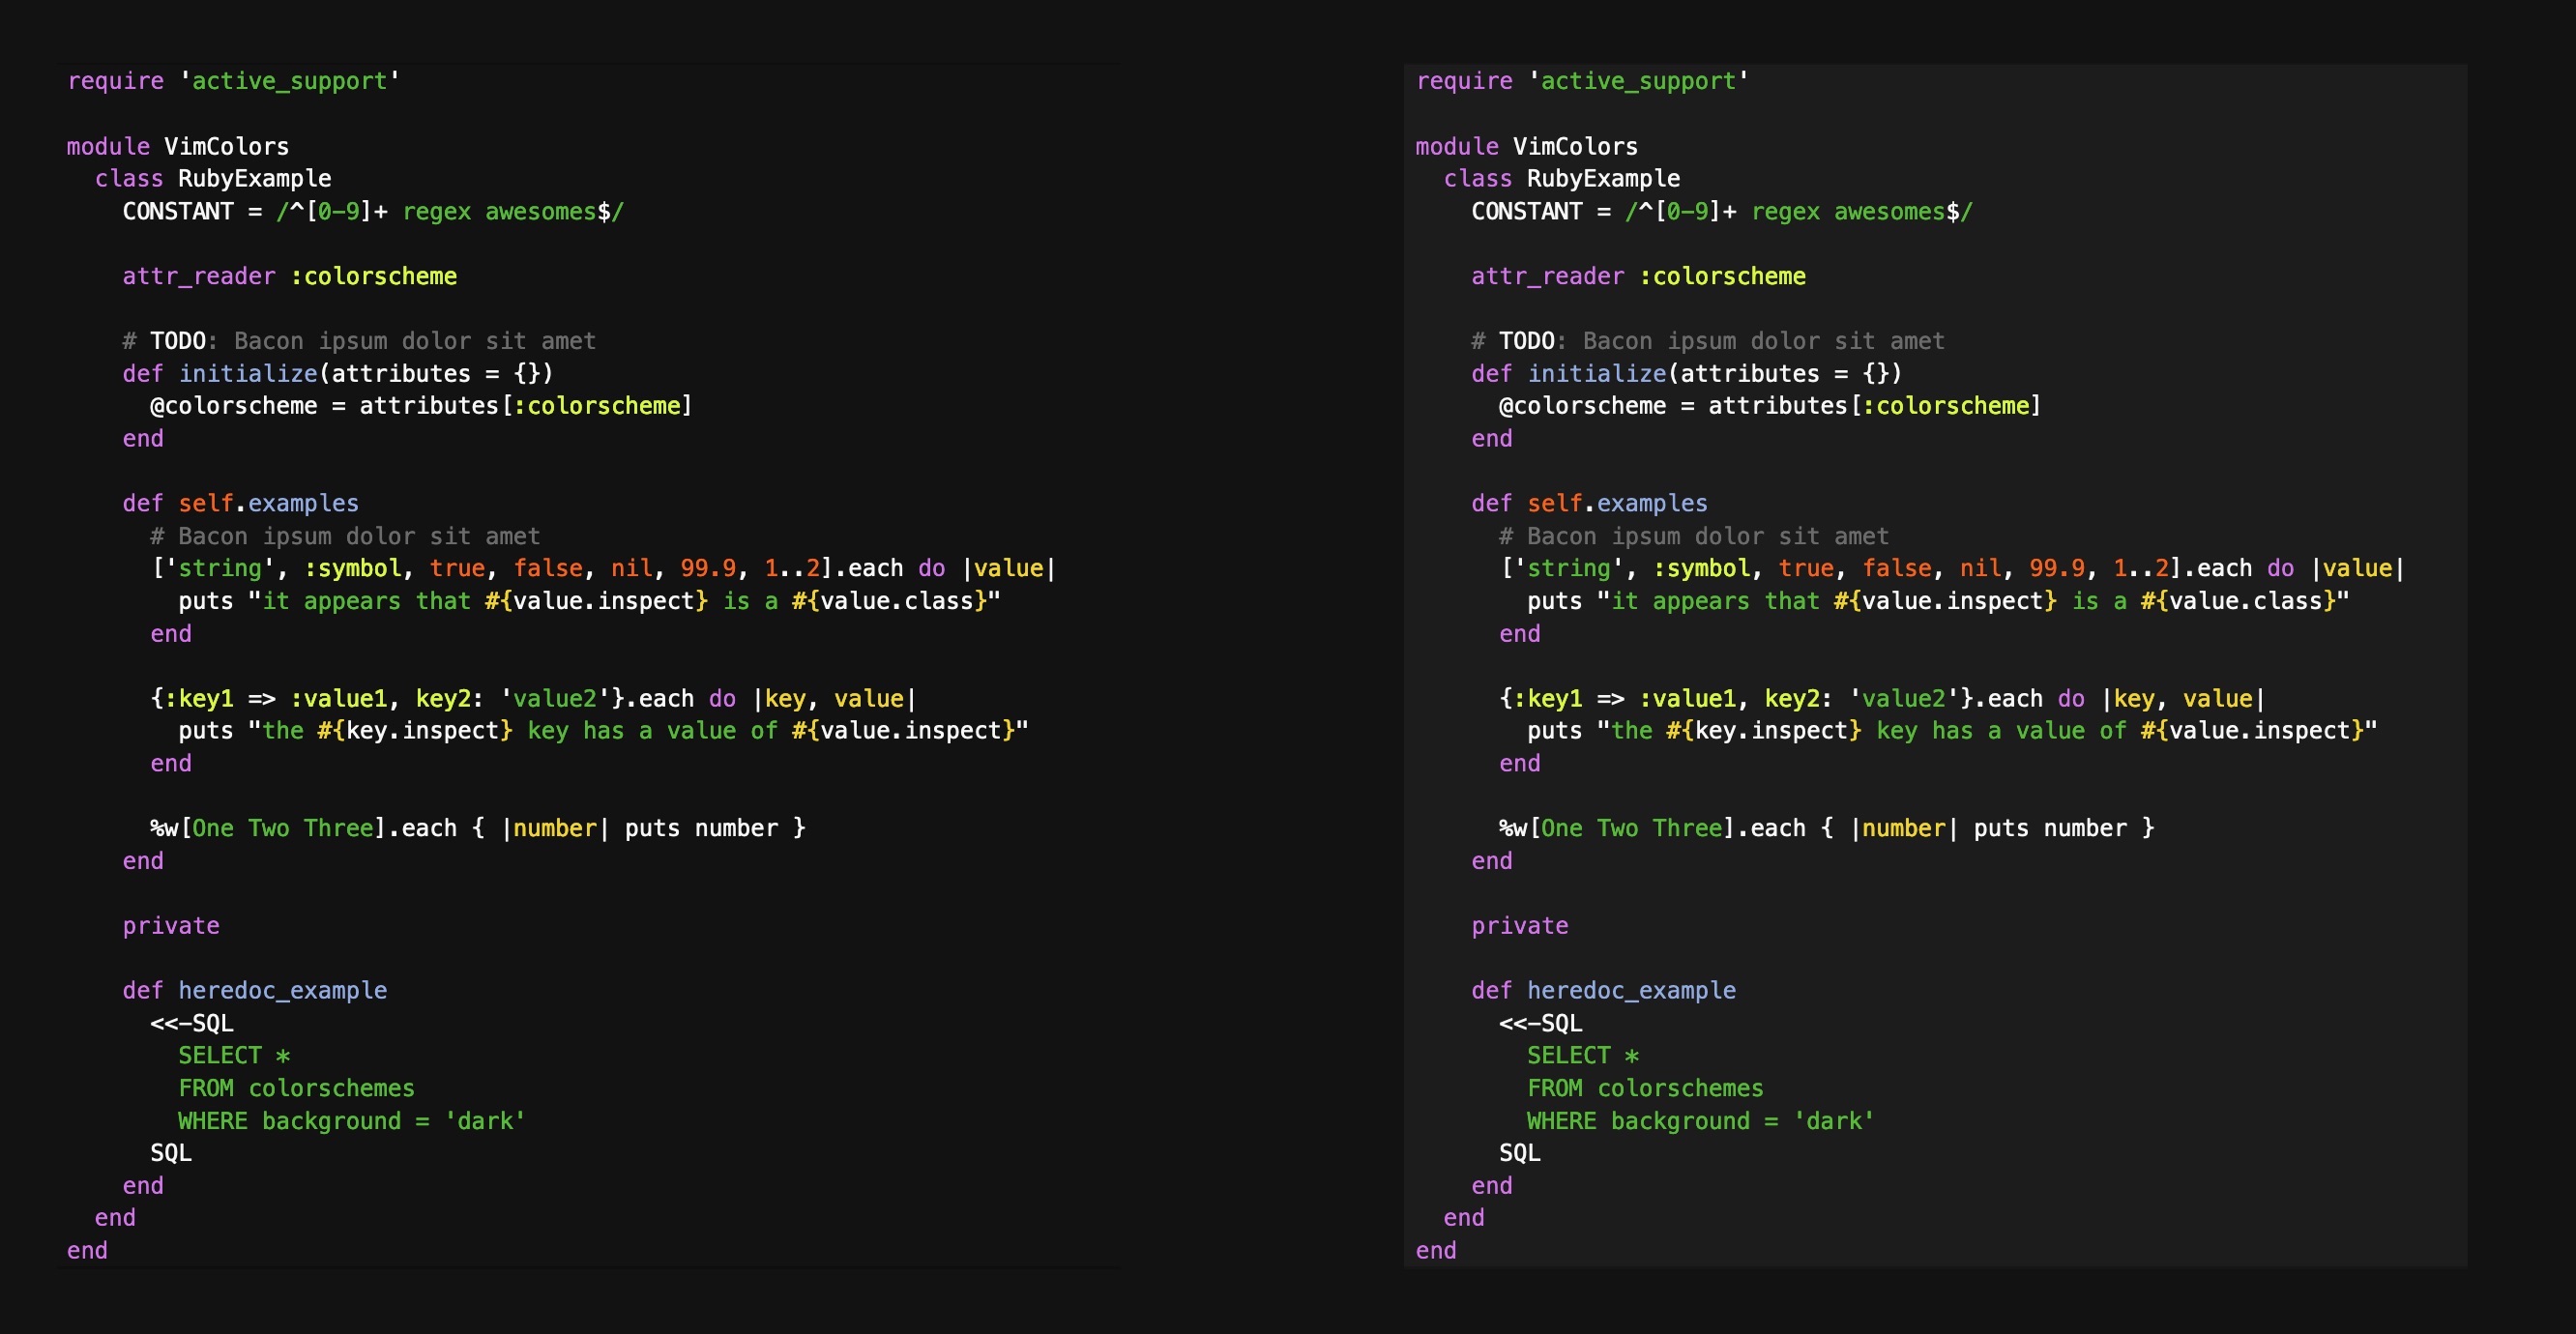 require 'active_support'

module VimColors
  class RubyExample
    CONSTANT = /^[0-9]+ regex awesomes$/

    attr_reader :colorscheme

    # TODO: Bacon ipsum dolor sit amet
    def initialize(attributes = {})
      @colorscheme = attributes[:colorscheme]
    end

    def self.examples
      # Bacon ipsum dolor sit amet
      ['string', :symbol, true, false, nil, 99.9, 1..2].each do |value|
        puts "it appears that #{value.inspect} is a #{value.class}"
      end

      {:key1 => :value1, key2: 'value2'}.each do |key, value|
        puts "the #{key.inspect} key has a value of #{value.inspect}"
      end

      %w[One Two Three].each { |number| puts number }
    end

    private

    def heredoc_example
      <<-SQL
        SELECT *
        FROM colorschemes
        WHERE background = 'dark'
      SQL
    end
  end
end

require 'active_support'

module VimColors
  class RubyExample
    CONSTANT = /^[0-9]+ regex awesomes$/

    attr_reader :colorscheme

    # TODO: Bacon ipsum dolor sit amet
    def initialize(attributes = {})
      @colorscheme = attributes[:colorscheme]
    end

    def self.examples
      # Bacon ipsum dolor sit amet
      ['string', :symbol, true, false, nil, 99.9, 1..2].each do |value|
        puts "it appears that #{value.inspect} is a #{value.class}"
      end

      {:key1 => :value1, key2: 'value2'}.each do |key, value|
        puts "the #{key.inspect} key has a value of #{value.inspect}"
      end

      %w[One Two Three].each { |number| puts number }
    end

    private

    def heredoc_example
      <<-SQL
        SELECT *
        FROM colorschemes
        WHERE background = 'dark'
      SQL
    end
  end
end